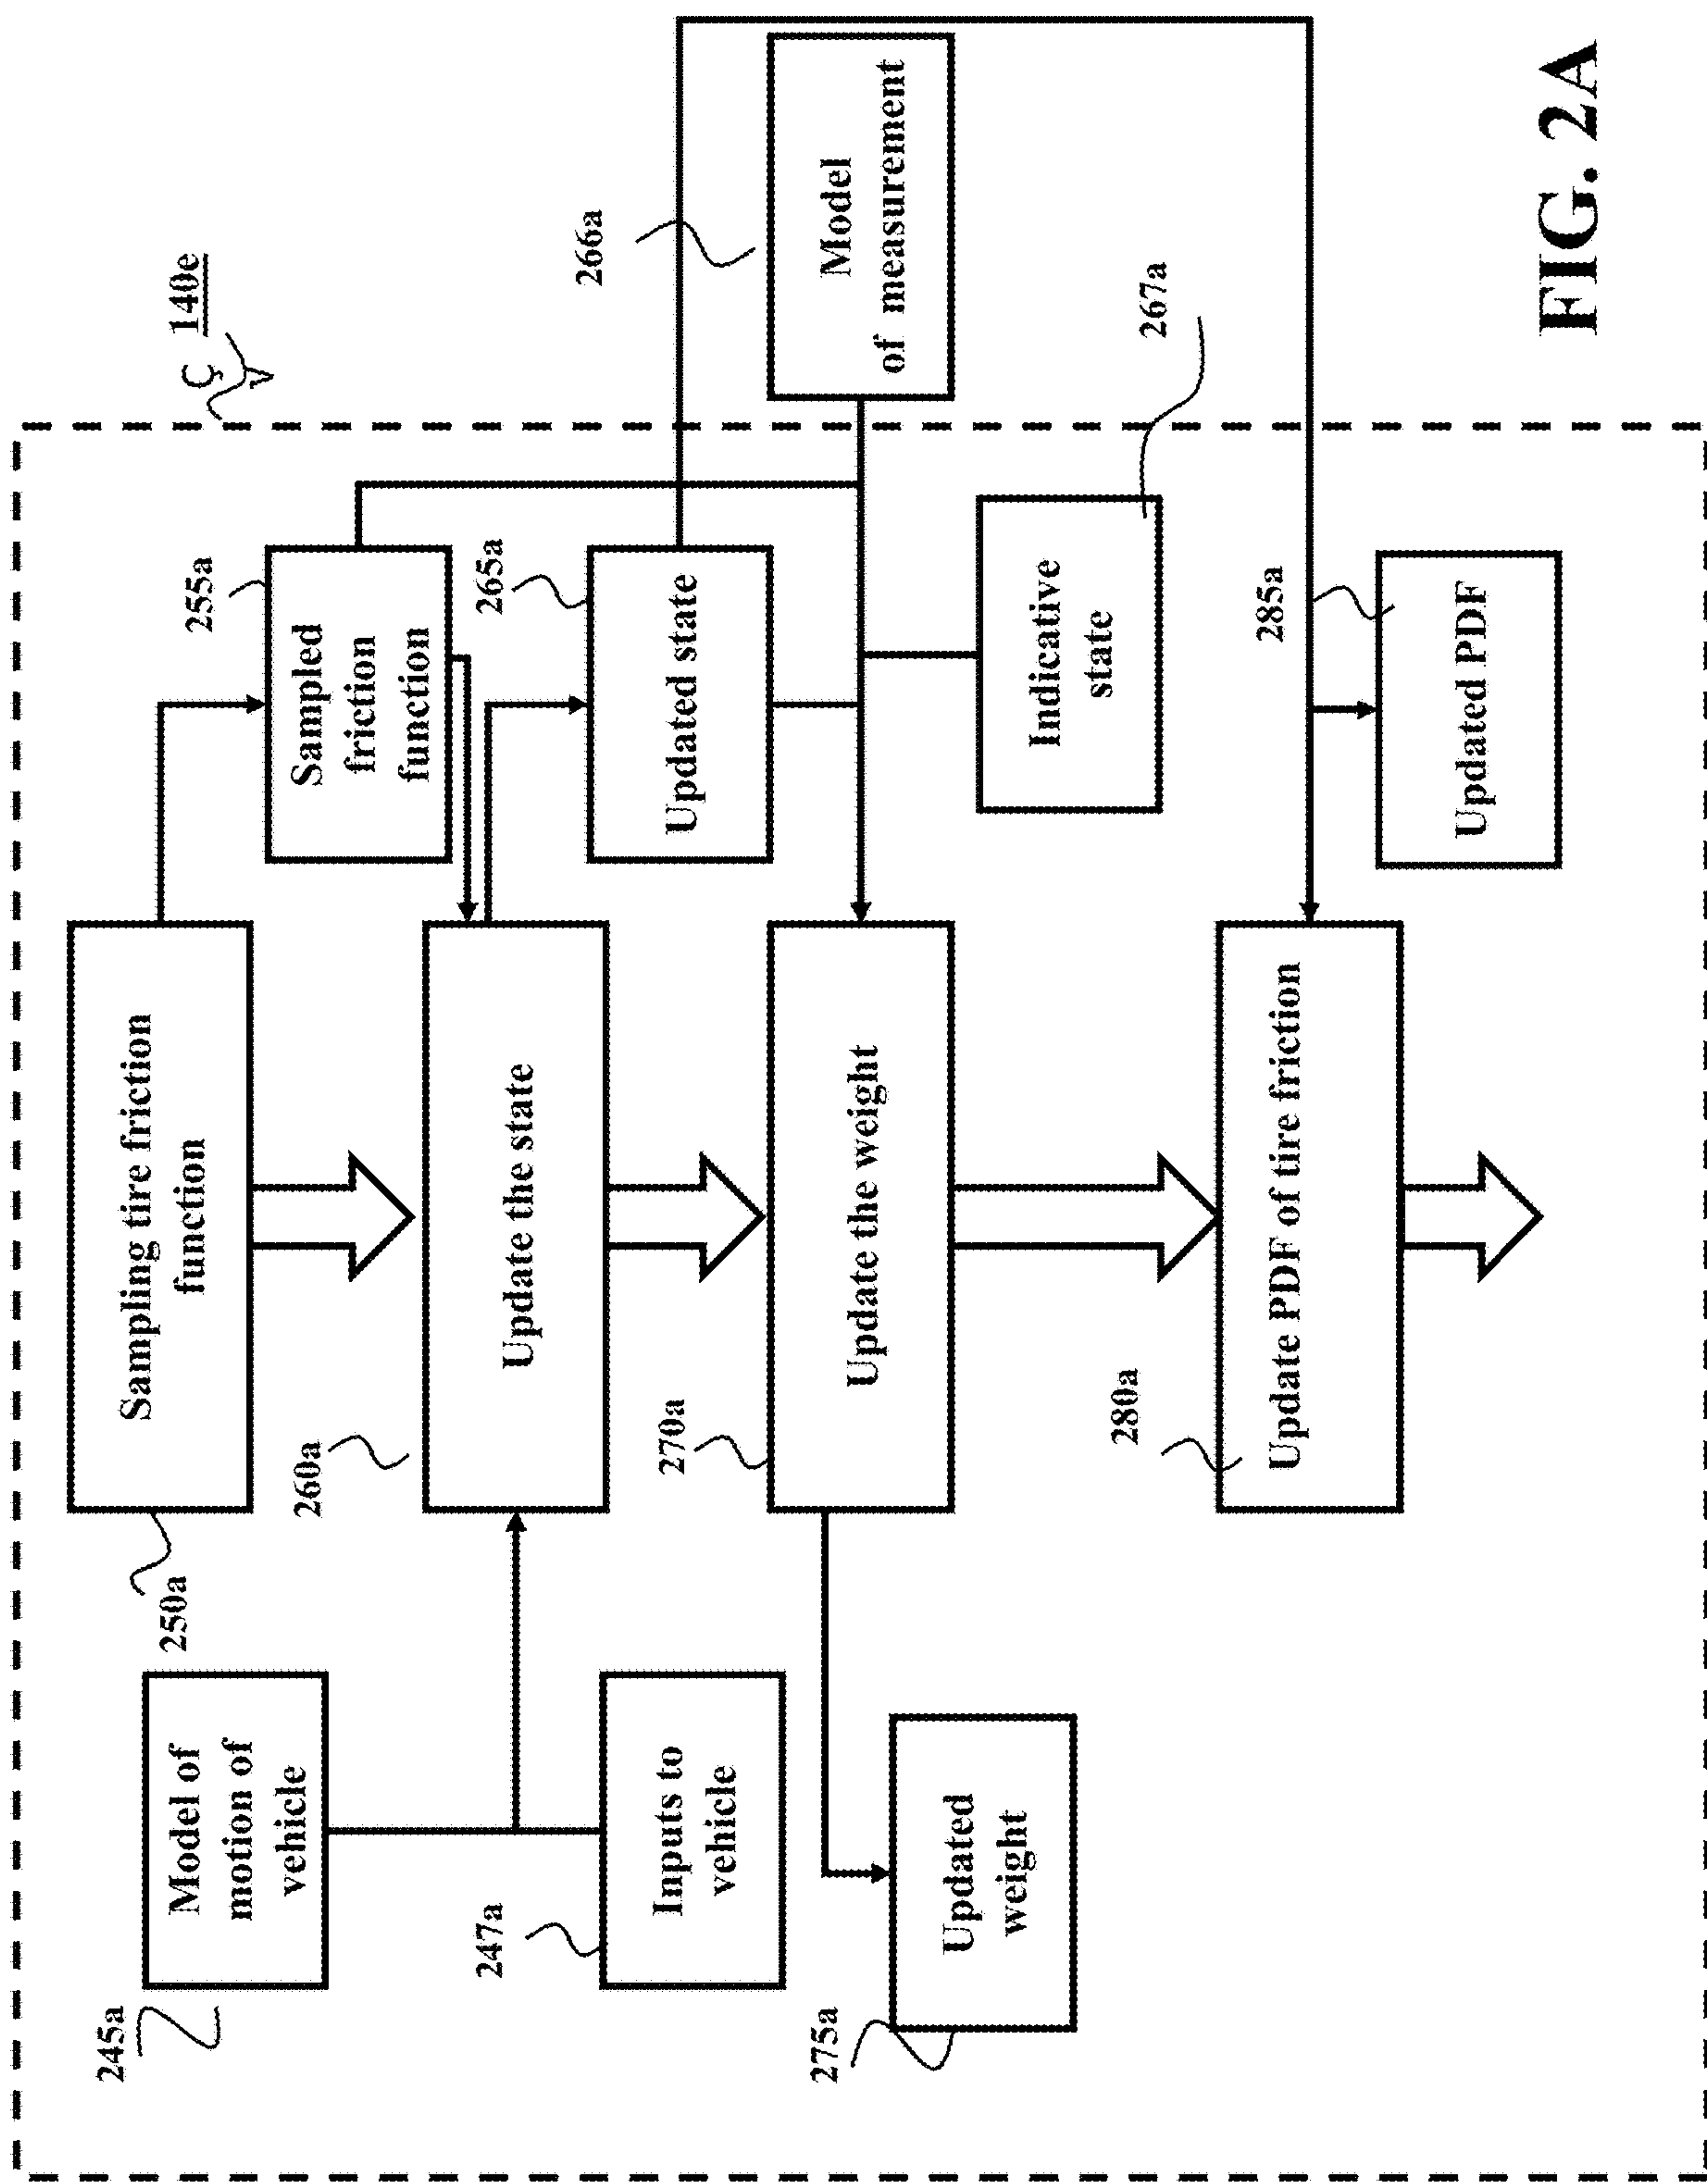 140e
250a
Sampling tire friction
function
255a
Sampled
friction
function
245a
Model of
motion of
vehicle
260a
Update the state
265a
Updated state
247a
Inputs to
vehicle
266a
Model
of measurement
270a
Update the weight
267a
Indicative
state
275a
Updated
weight
280a
Update PDF of tire friction
285a
Updated PDF
FIG. 2A